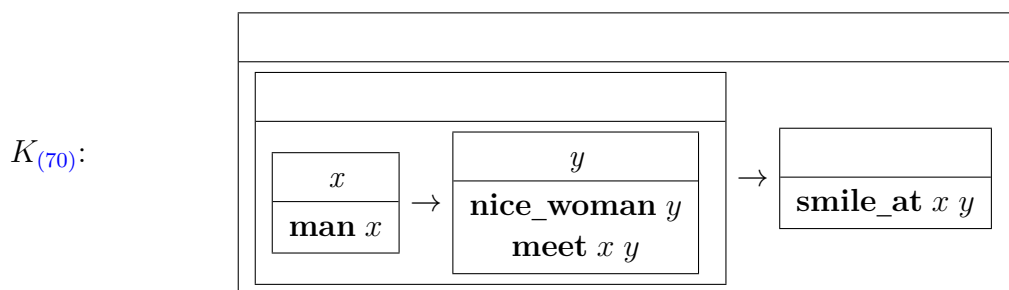 K(70):
x
man x
→
y
nice_woman y
meet x y
→
smile_at x y